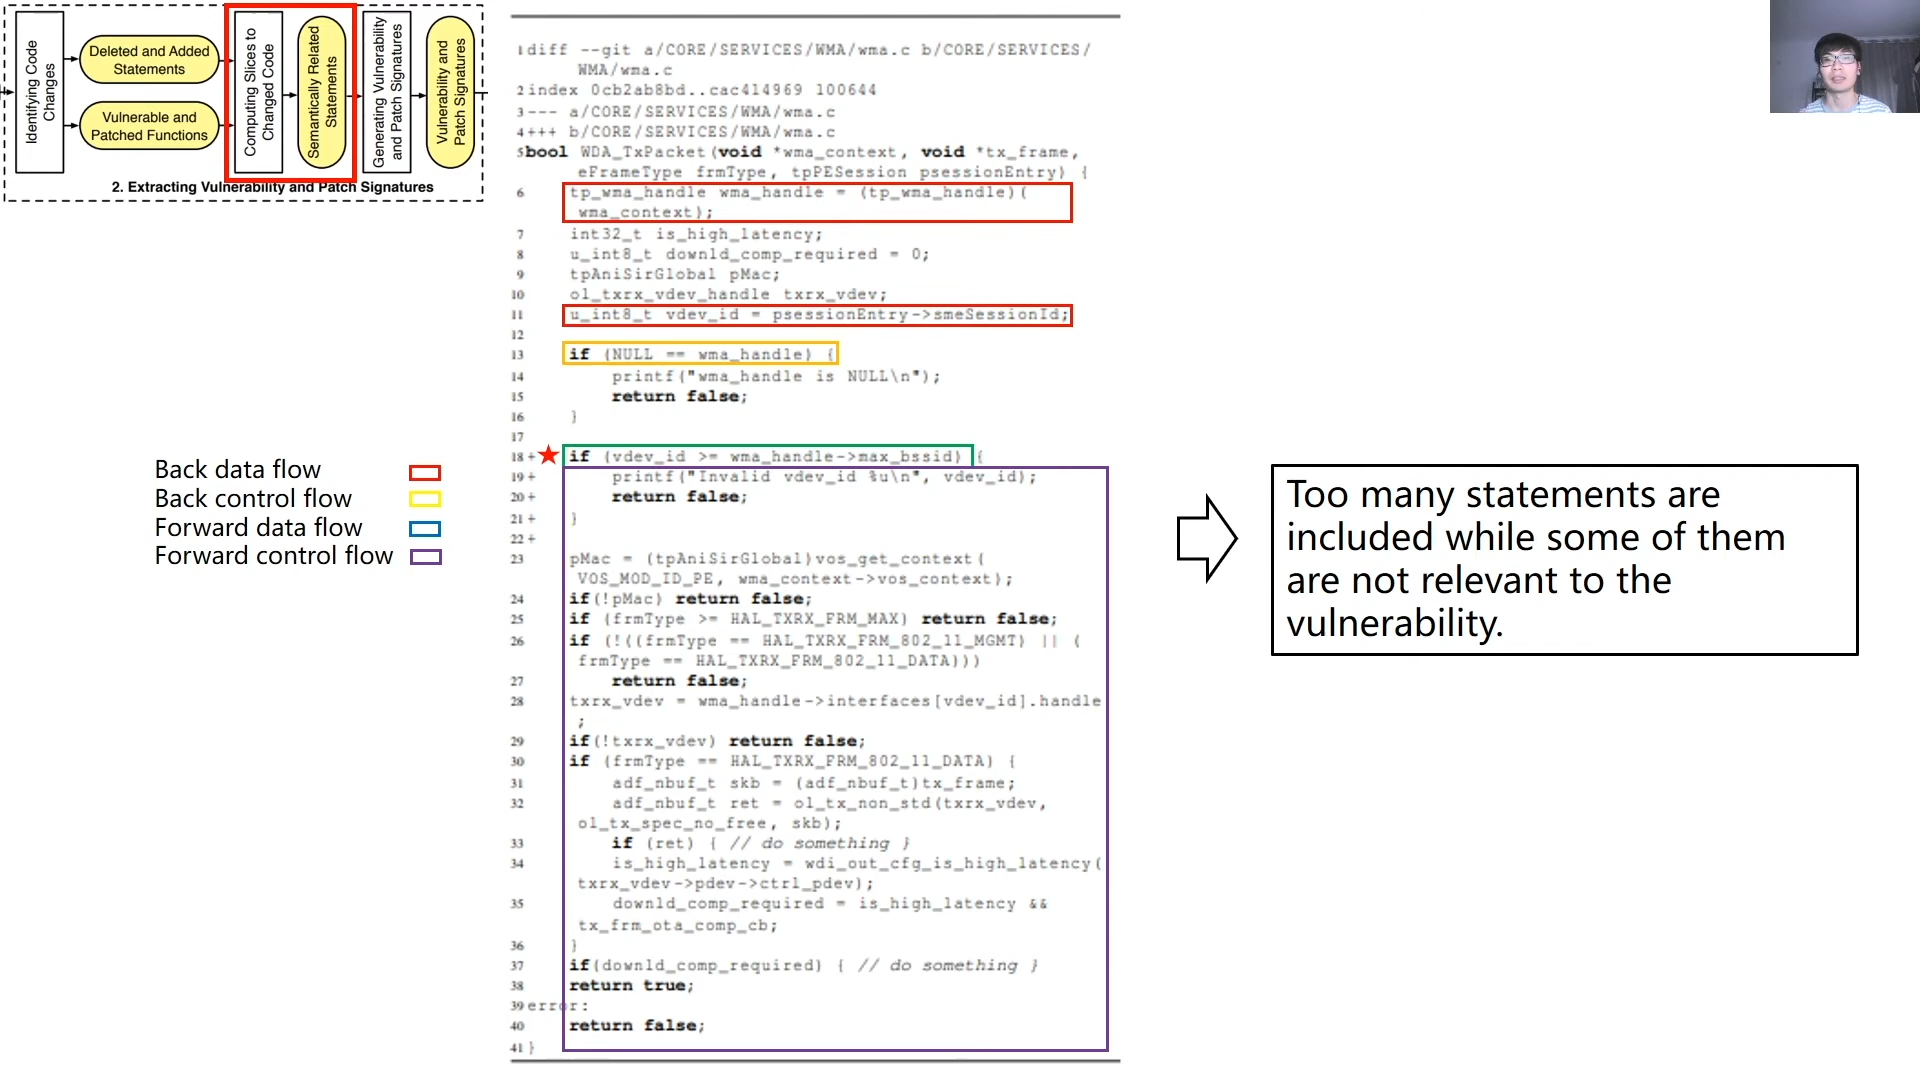 Identifying Code
Changes
Deleted and Added
Statements
Vulnerable and
Patched Functions
Computing Slices to
Changed Code
Semantically Related
Statements
Generating Vulnerability
and Patch Signatures
Vulnerability and
Patch Signatures
2. Extracting Vulnerability and Patch Signatures
Back data flow
Back control flow
Forward data flow
Forward control flow
1 diff --git a/CORE/SERVICES/WMA/wma.c b/CORE/SERVICES/
WMA/wma.c
2 index 0cb2ab8bd..cac414969 100644
3 --- a/CORE/SERVICES/WMA/wma.c
4 +++ b/CORE/SERVICES/WMA/wma.c
5 bool WDA_TxPacket(void *wma_context, void *tx_frame,
eFrameType frmType, tpPESession psessionEntry) {
6 tp_wma_handle wma_handle = (tp_wma_handle)(
wma_context);
7 int32_t is_high_latency;
8 u_int8_t downld_comp_required = 0;
9 tpAniSirGlobal pMac;
10 ol_txrx_vdev_handle txrx_vdev;
11 u_int8_t vdev_id = psessionEntry->smeSessionId;
12
13 if (NULL == wma_handle) {
14 printf("wma_handle is NULL\n");
15 return false;
16 }
17
18 + if (vdev_id >= wma_handle->max_bssid) {
19 + printf("Invalid vdev_id %u\n", vdev_id);
20 + return false;
21 + }
22 +
23 pMac = (tpAniSirGlobal)vos_get_context(
VOS_MOD_ID_PE, wma_context->vos_context);
24 if(!pMac) return false;
25 if (frmType >= HAL_TXRX_FRM_MAX) return false;
26 if (!((frmType == HAL_TXRX_FRM_802_11_MGMT) || (
frmType == HAL_TXRX_FRM_802_11_DATA)))
27 return false;
28 txrx_vdev = wma_handle->interfaces[vdev_id].handle
;
29 if(!txrx_vdev) return false;
30 if (frmType == HAL_TXRX_FRM_802_11_DATA) {
31 adf_nbuf_t skb = (adf_nbuf_t)tx_frame;
32 adf_nbuf_t ret = ol_tx_non_std(txrx_vdev,
ol_tx_spec_no_free, skb);
33 if (ret) { // do something }
34 is_high_latency = wdi_out_cfg_is_high_latency(
txrx_vdev->pdev->ctrl_pdev);
35 downld_comp_required = is_high_latency &&
tx_frm_ota_comp_cb;
36 }
37 if(downld_comp_required) { // do something }
38 return true;
39 error:
40 return false;
41 }
Too many statements are
included while some of them
are not relevant to the
vulnerability.